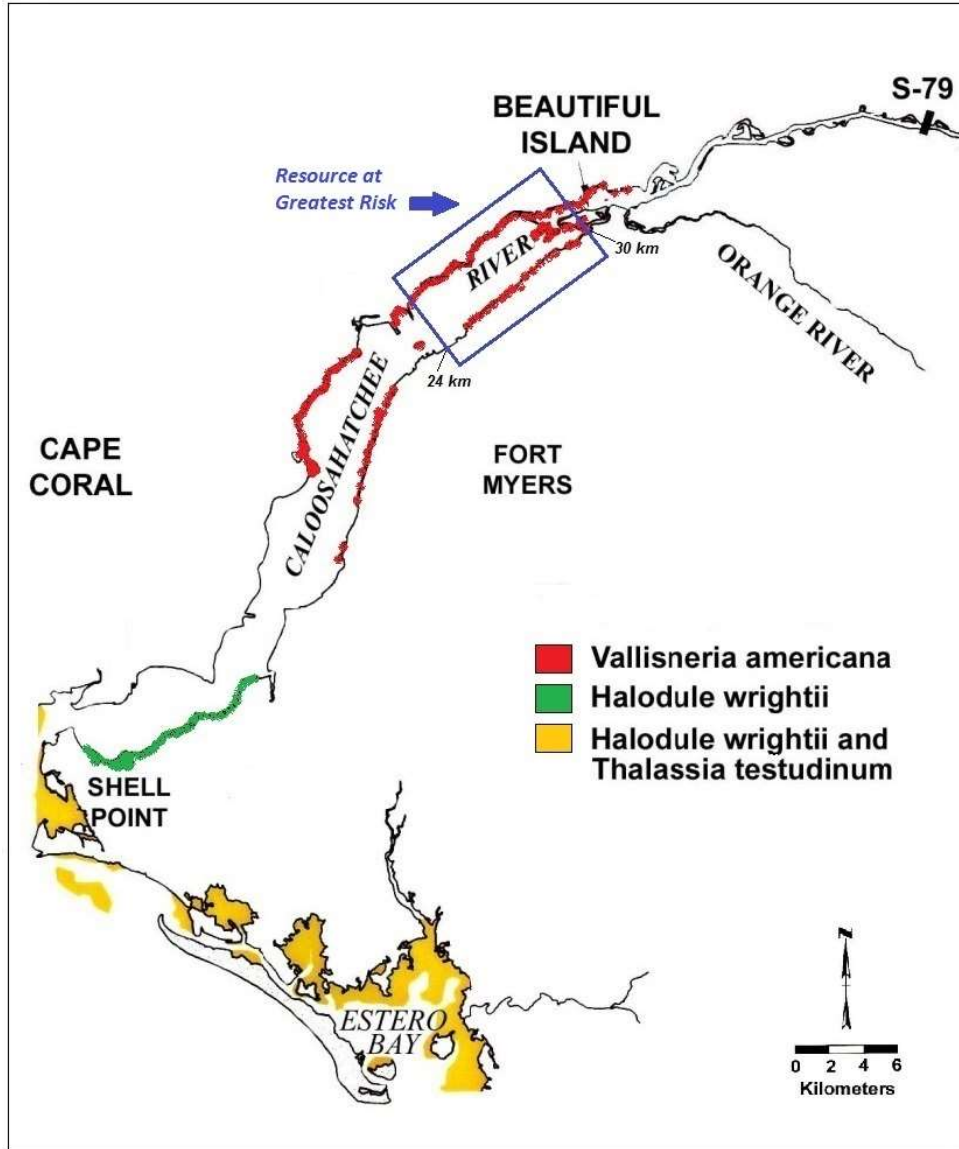 S-79
BEAUTIFUL
ISLAND
Resource at
Greatest Risk
30 km
RIVER
ORANGE RIVER
24 km
CALOOSAHATCHEE
CAPE
CORAL
FORT
MYERS
Vallisneria americana
Halodule wrightii
Halodule wrightii and
Thalassia testudinum
SHELL
POINT
ESTERO
BAY
N
0 2 4 6
Kilometers